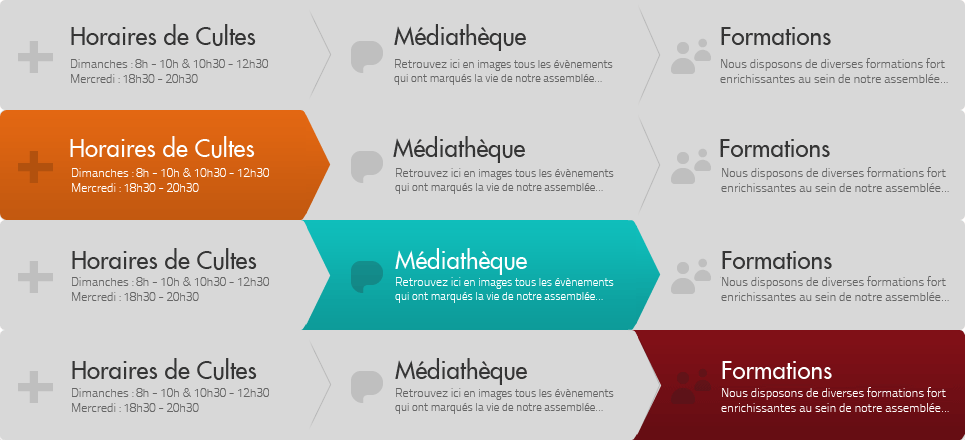 Horaires de Cultes
Dimanches : 8h - 10h & 10h30 - 12h30
Mercredi : 18h30 - 20h30
Médiathèque
Retrouvez ici en images tous les évènements
qui ont marqués la vie de notre assemblée...
Formations
Nous disposons de diverses formations fort
enrichissantes au sein de notre assemblée...
Horaires de Cultes
Dimanches : 8h - 10h & 10h30 - 12h30
Mercredi : 18h30 - 20h30
Médiathèque
Retrouvez ici en images tous les évènements
qui ont marqués la vie de notre assemblée...
Formations
Nous disposons de diverses formations fort
enrichissantes au sein de notre assemblée...
Horaires de Cultes
Dimanches : 8h - 10h & 10h30 - 12h30
Mercredi : 18h30 - 20h30
Médiathèque
Retrouvez ici en images tous les évènements
qui ont marqués la vie de notre assemblée...
Formations
Nous disposons de diverses formations fort
enrichissantes au sein de notre assemblée...
Horaires de Cultes
Dimanches : 8h - 10h & 10h30 - 12h30
Mercredi : 18h30 - 20h30
Médiathèque
Retrouvez ici en images tous les évènements
qui ont marqués la vie de notre assemblée...
Formations
Nous disposons de diverses formations fort
enrichissantes au sein de notre assemblée...